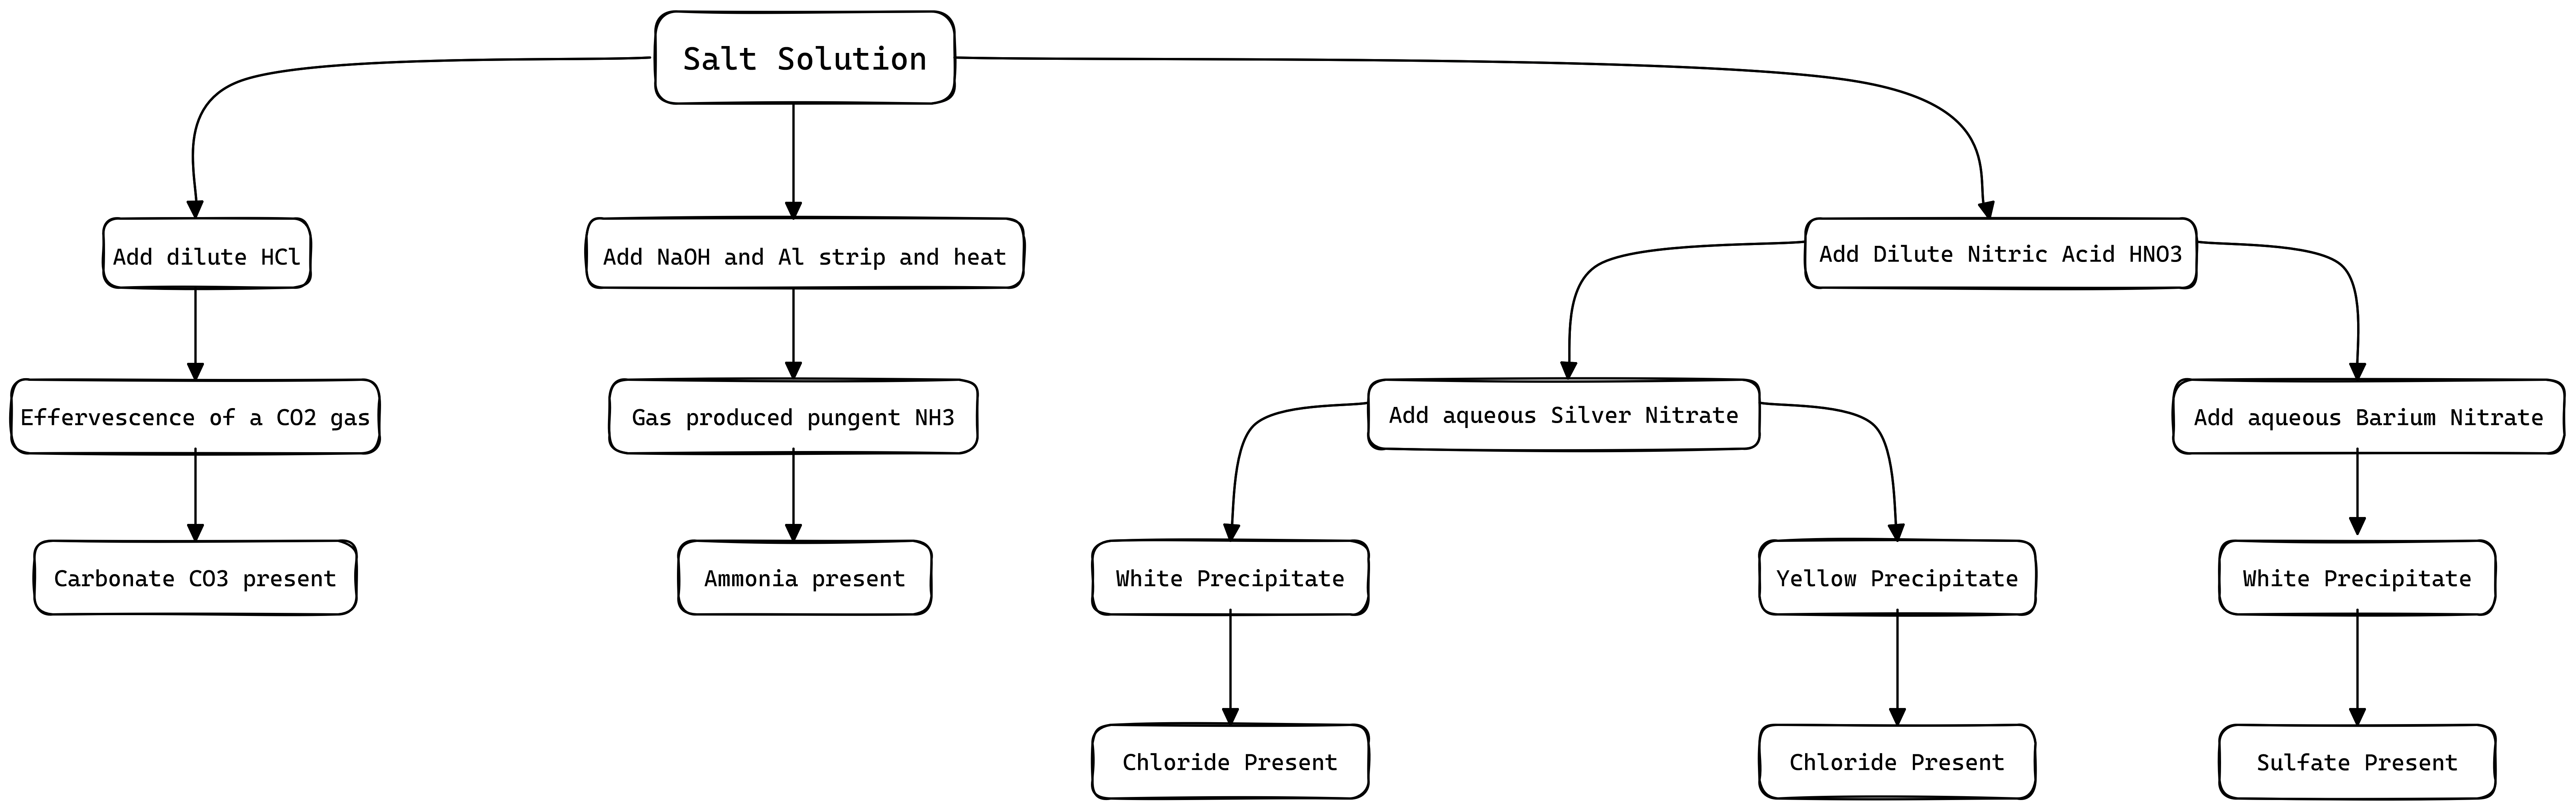 Salt Solution
Add dilute HCl
Add NaOH and Al strip and heat
Add Dilute Nitric Acid HNO3
Effervescence of a CO2 gas
Gas produced pungent NH3
Add aqueous Silver Nitrate
Add aqueous Barium Nitrate
Carbonate CO3 present
Ammonia present
White Precipitate
Yellow Precipitate
White Precipitate
Chloride Present
Chloride Present
Sulfate Present